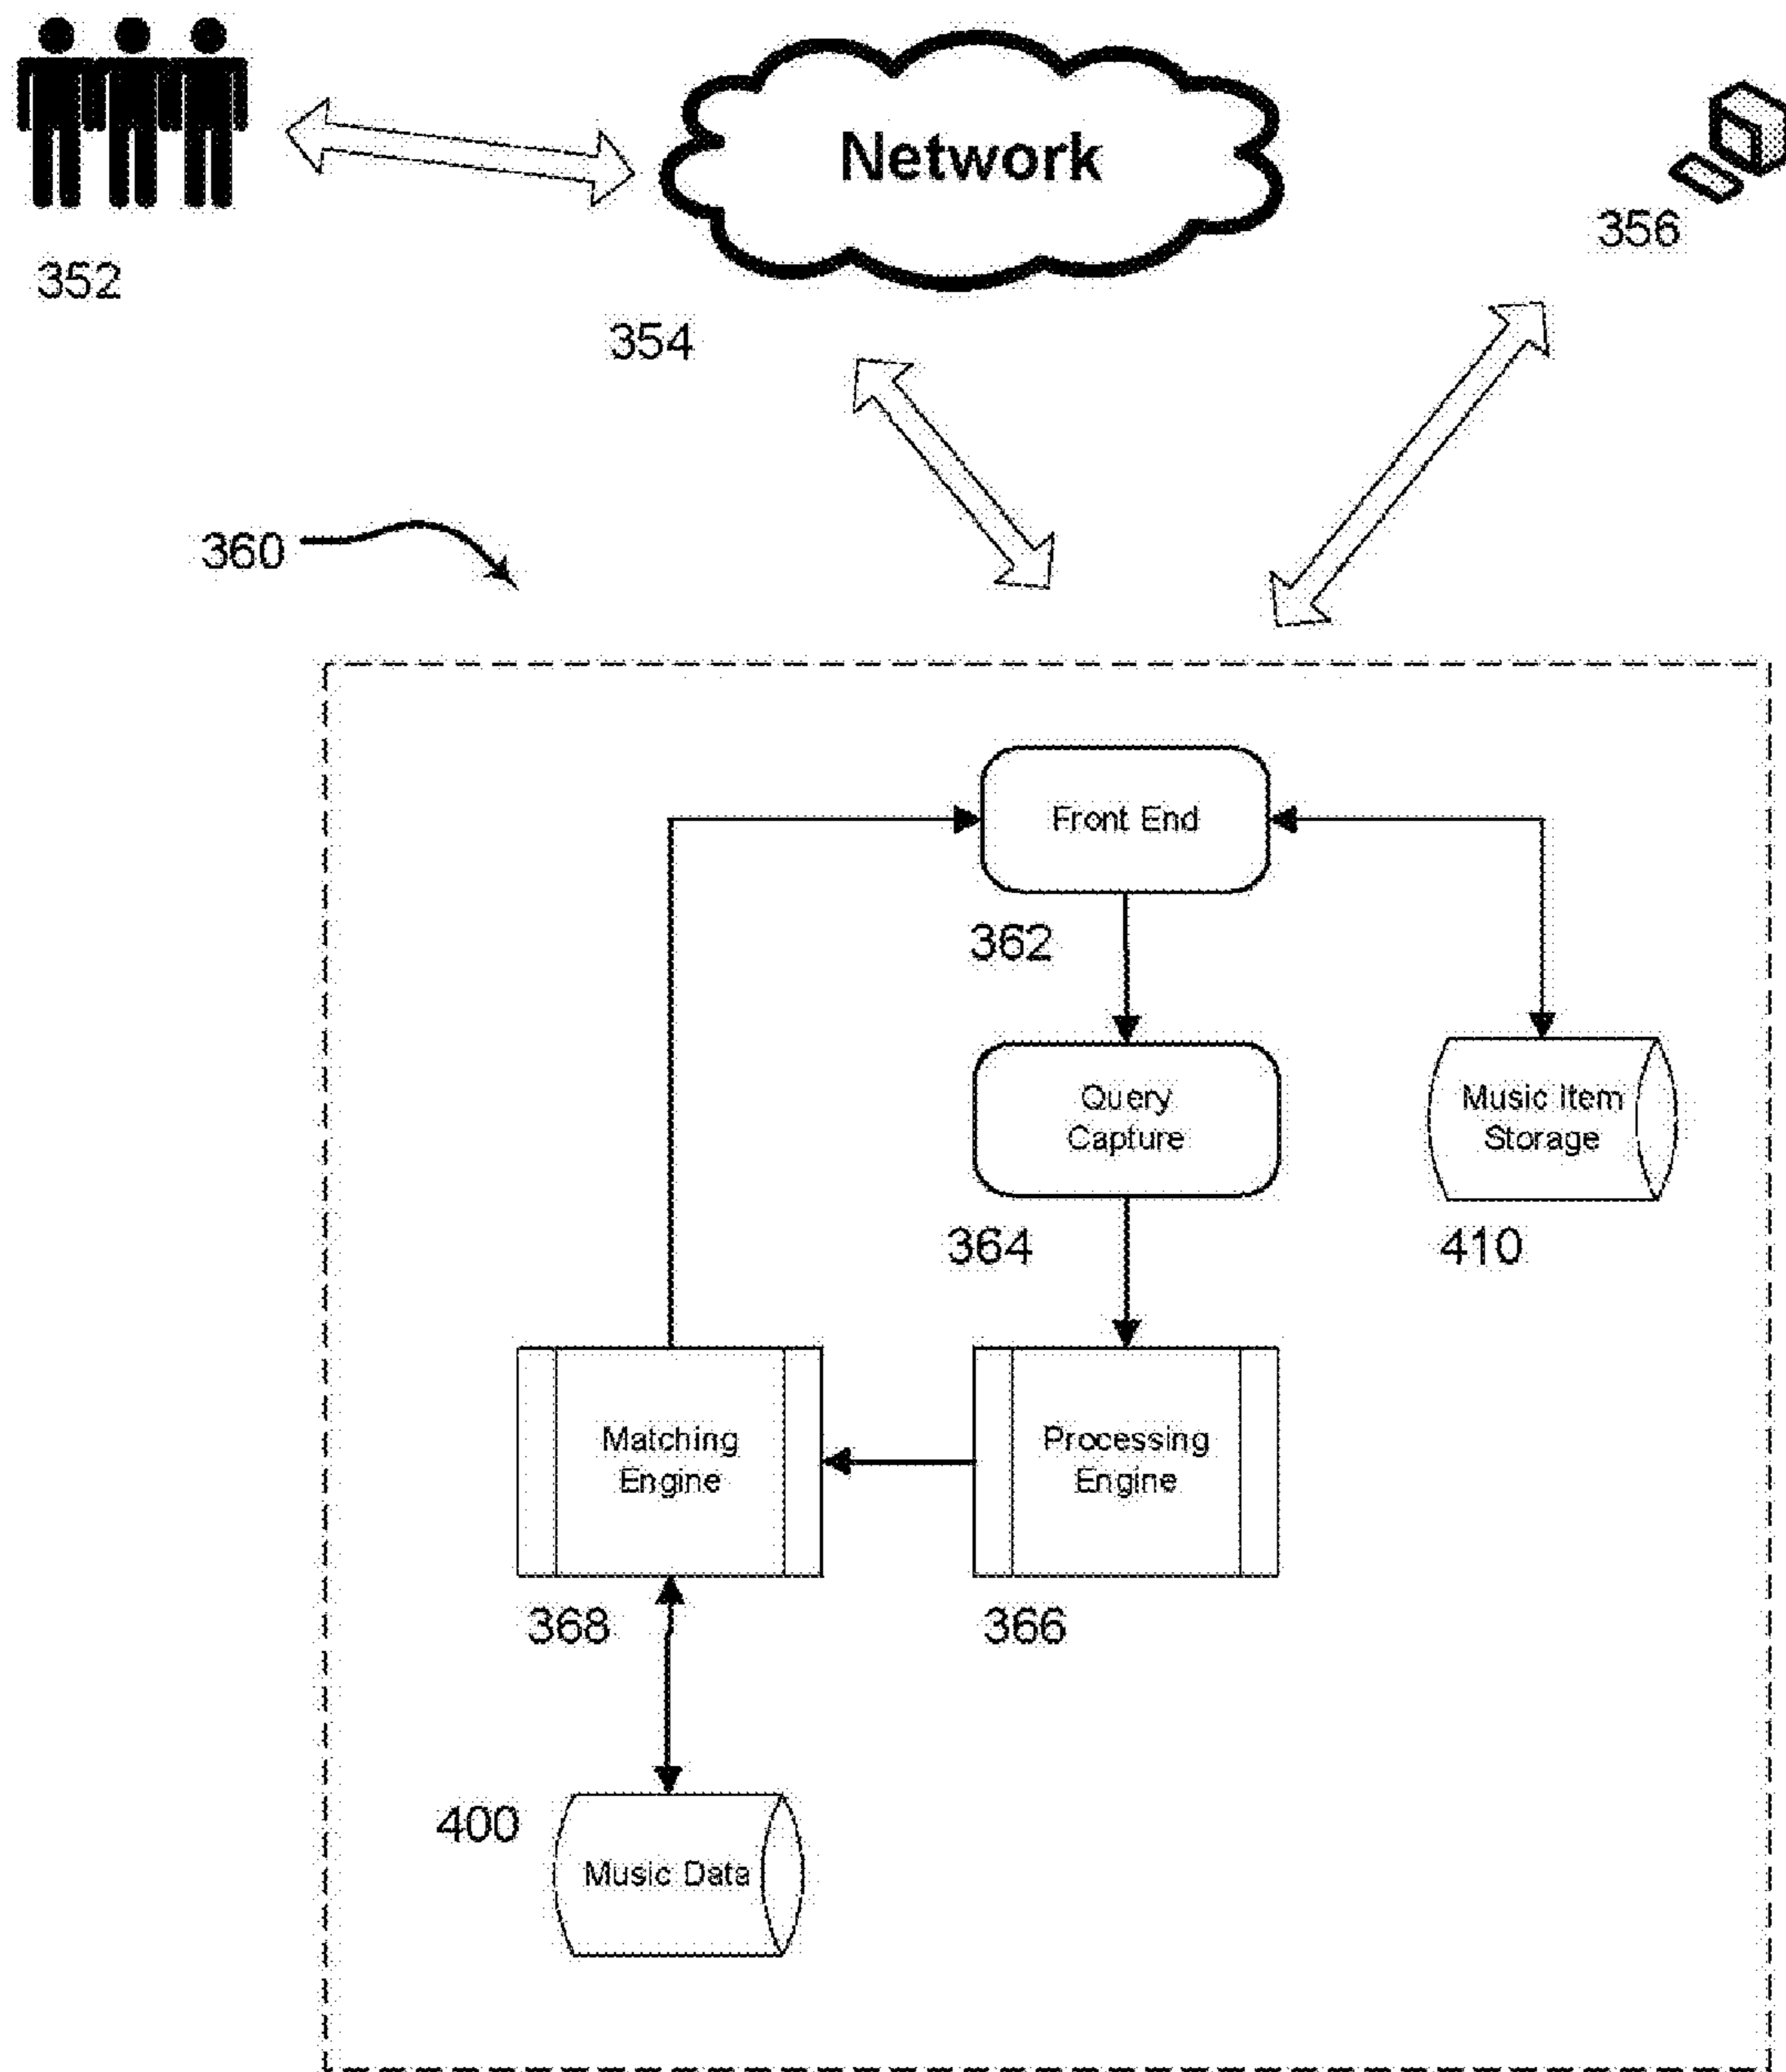 Network
352
354
356
360
Front End
362
Query
Capture
364
Music Item
Storage
410
Matching
Engine
368
Processing
Engine
366
400
Music Data